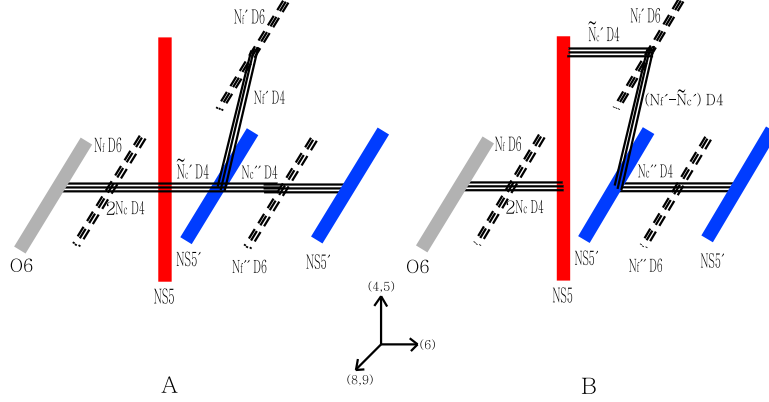 Nf′ D6
Nf′ D4
Nf D6
Ñc′ D4
Nc″ D4
2Nc D4
O6
NS5
NS5′
Nf″ D6
NS5′
A
Nf′ D6
Ñc′ D4
(Nf′−Ñc′) D4
Nf D6
Nc″ D4
2Nc D4
O6
NS5
NS5′
Nf″ D6
NS5′
B
(4,5)
(6)
(8,9)